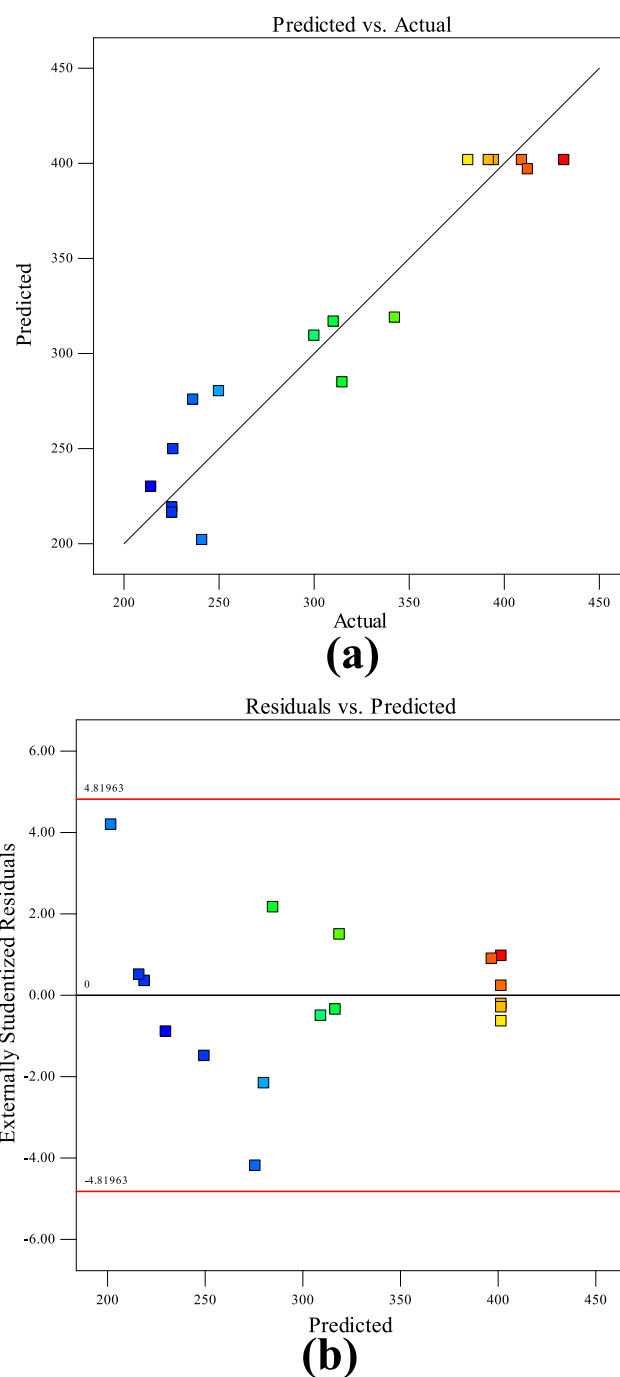 Predicted vs. Actual
450
400
350
300
250
200
Predicted
200 250 300 350 400 450
Actual
(a)
Residuals vs. Predicted
6.00
4.81963
4.00
2.00
0
0.00
-2.00
-4.00
-4.81963
-6.00
Externally Studentized Residuals
200 250 300 350 400 450
Predicted
(b)